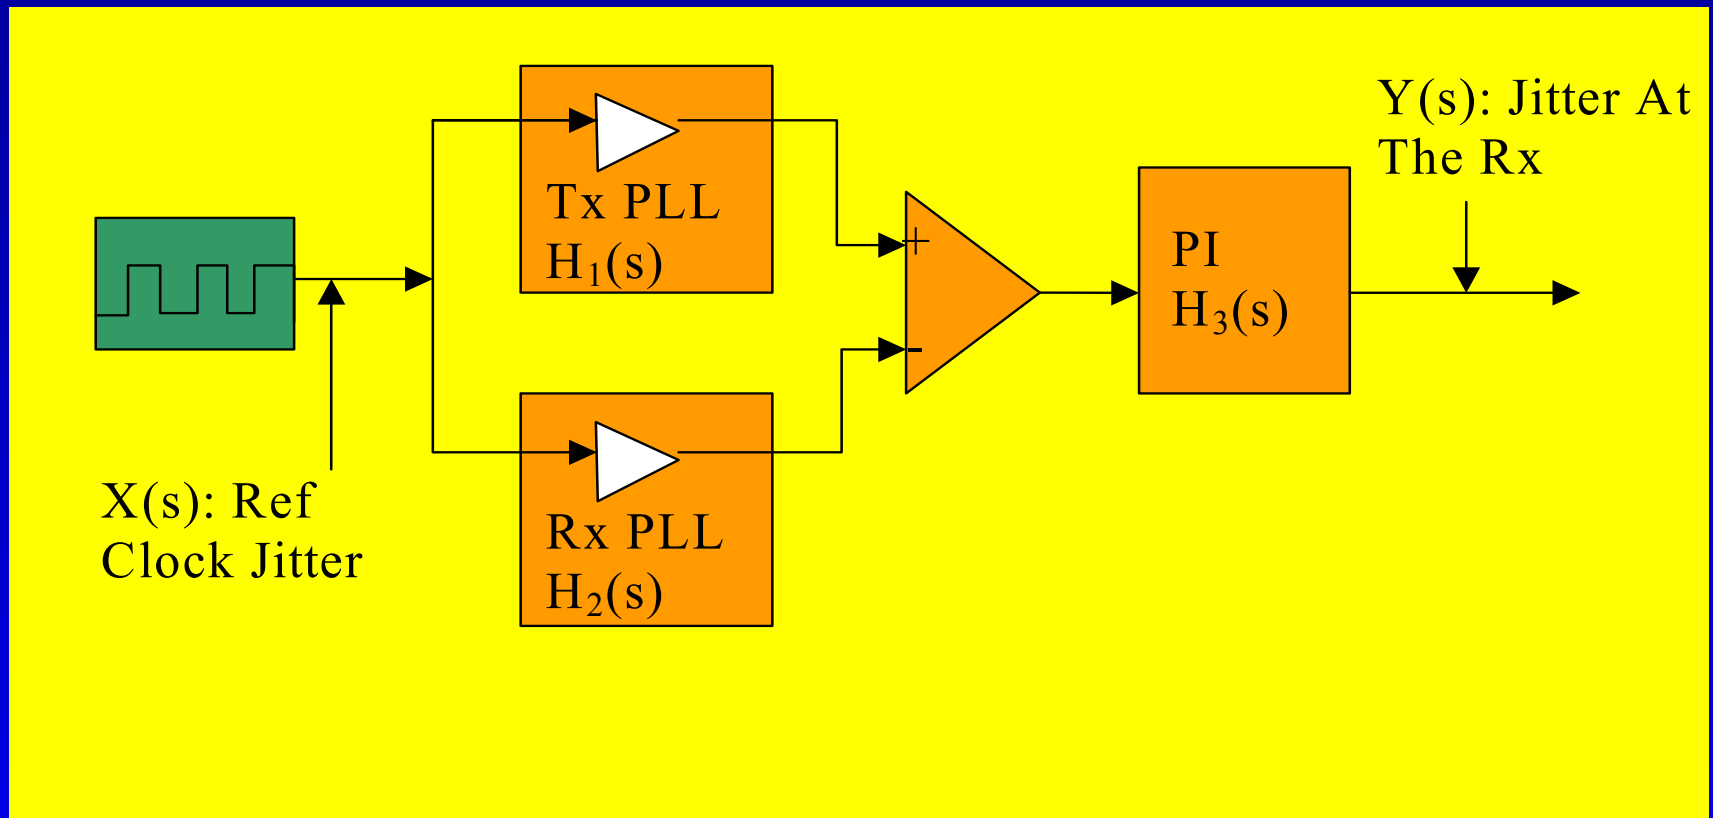 Y(s): Jitter At
The Rx
Tx PLL
H₁(s)
+
PI
H₃(s)
-
X(s): Ref
Clock Jitter
Rx PLL
H₂(s)